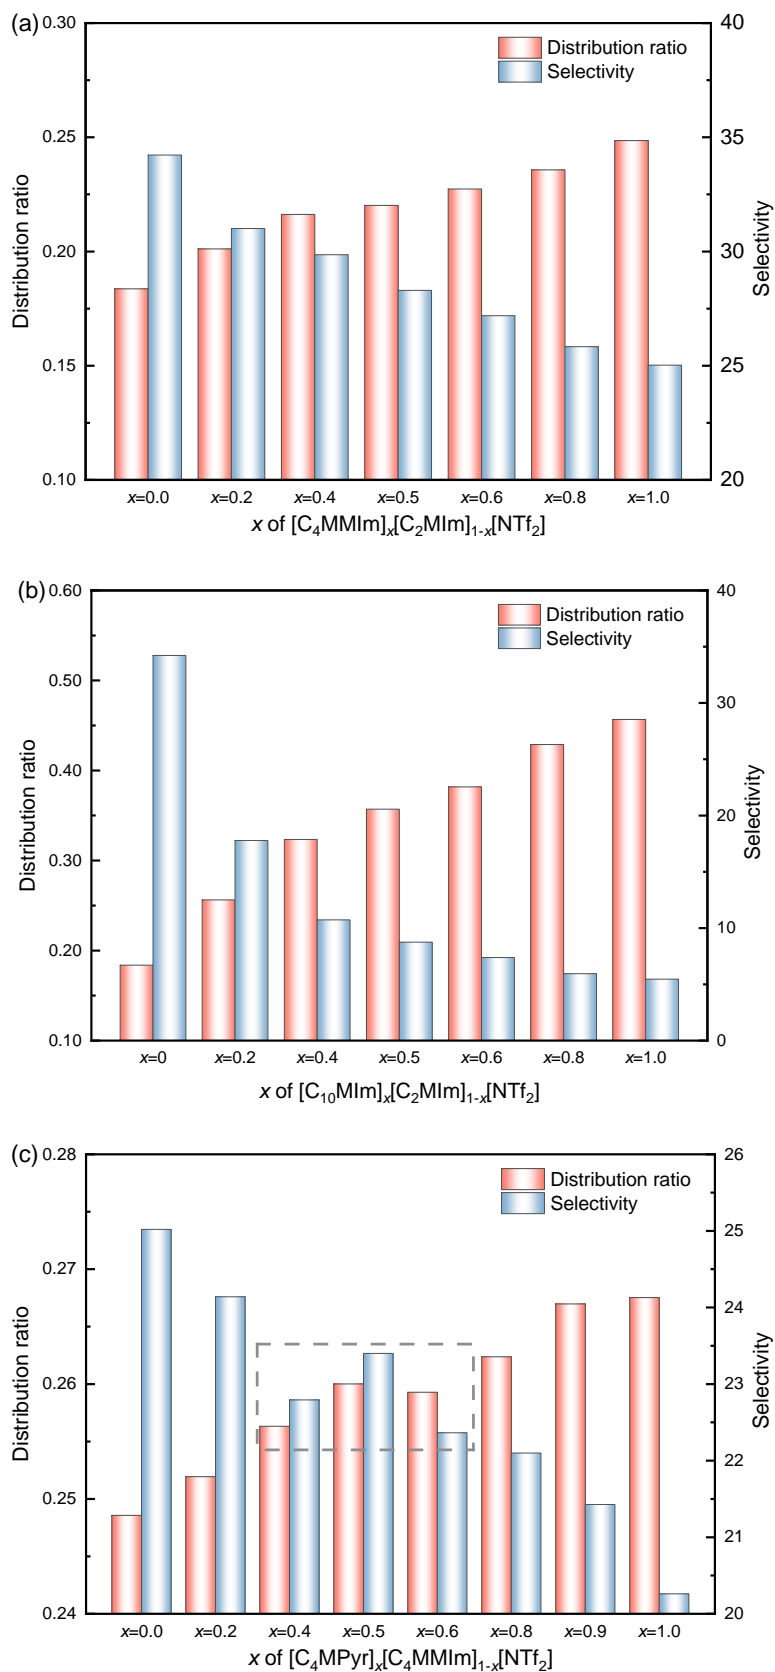 (a)
0.30
0.25
0.20
0.15
0.10
Distribution ratio
40
35
30
25
20
Selectivity
Distribution ratio
Selectivity
x=0.0 x=0.2 x=0.4 x=0.5 x=0.6 x=0.8 x=1.0
x of [C₄MMIm]ₓ[C₂MIm]₁₋ₓ[NTf₂]
(b)
0.60
0.50
0.40
0.30
0.20
0.10
Distribution ratio
40
30
20
10
0
Selectivity
Distribution ratio
Selectivity
x=0 x=0.2 x=0.4 x=0.5 x=0.6 x=0.8 x=1.0
x of [C₁₀MIm]ₓ[C₂MIm]₁₋ₓ[NTf₂]
(c)
0.28
0.27
0.26
0.25
0.24
Distribution ratio
26
25
24
23
22
21
20
Selectivity
Distribution ratio
Selectivity
x=0.0 x=0.2 x=0.4 x=0.5 x=0.6 x=0.8 x=0.9 x=1.0
x of [C₄MPyr]ₓ[C₄MMIm]₁₋ₓ[NTf₂]